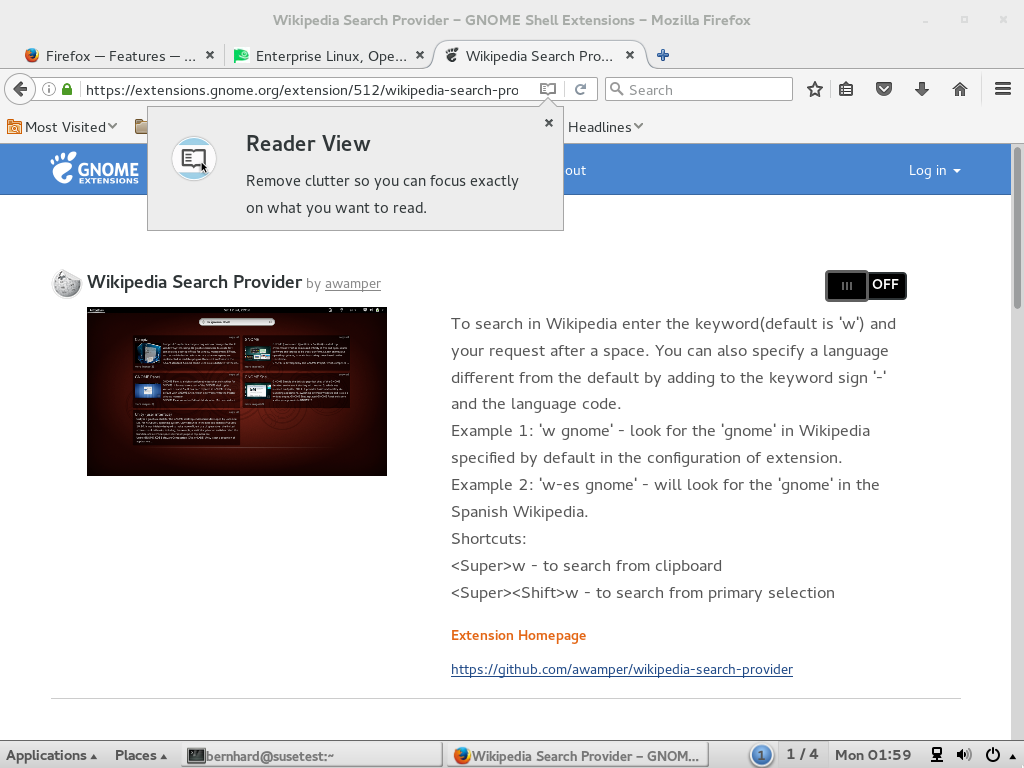 Wikipedia Search Provider – GNOME Shell Extensions – Mozilla Firefox
Firefox — Features — ...
Enterprise Linux, Ope...
Wikipedia Search Pro...
https://extensions.gnome.org/extension/512/wikipedia-search-pro
Search
Most Visited
Headlines
Reader View
Remove clutter so you can focus exactly
on what you want to read.
GNOME
EXTENSIONS
out
Log in
Wikipedia Search Provider by awamper
OFF
To search in Wikipedia enter the keyword(default is 'w') and
your request after a space. You can also specify a language
different from the default by adding to the keyword sign '-'
and the language code.
Example 1: 'w gnome' - look for the 'gnome' in Wikipedia
specified by default in the configuration of extension.
Example 2: 'w-es gnome' - will look for the 'gnome' in the
Spanish Wikipedia.
Shortcuts:
<Super>w - to search from clipboard
<Super><Shift>w - to search from primary selection
Extension Homepage
https://github.com/awamper/wikipedia-search-provider
Applications
Places
bernhard@susetest:~
Wikipedia Search Provider – GNOM...
1
1 / 4
Mon 01:59